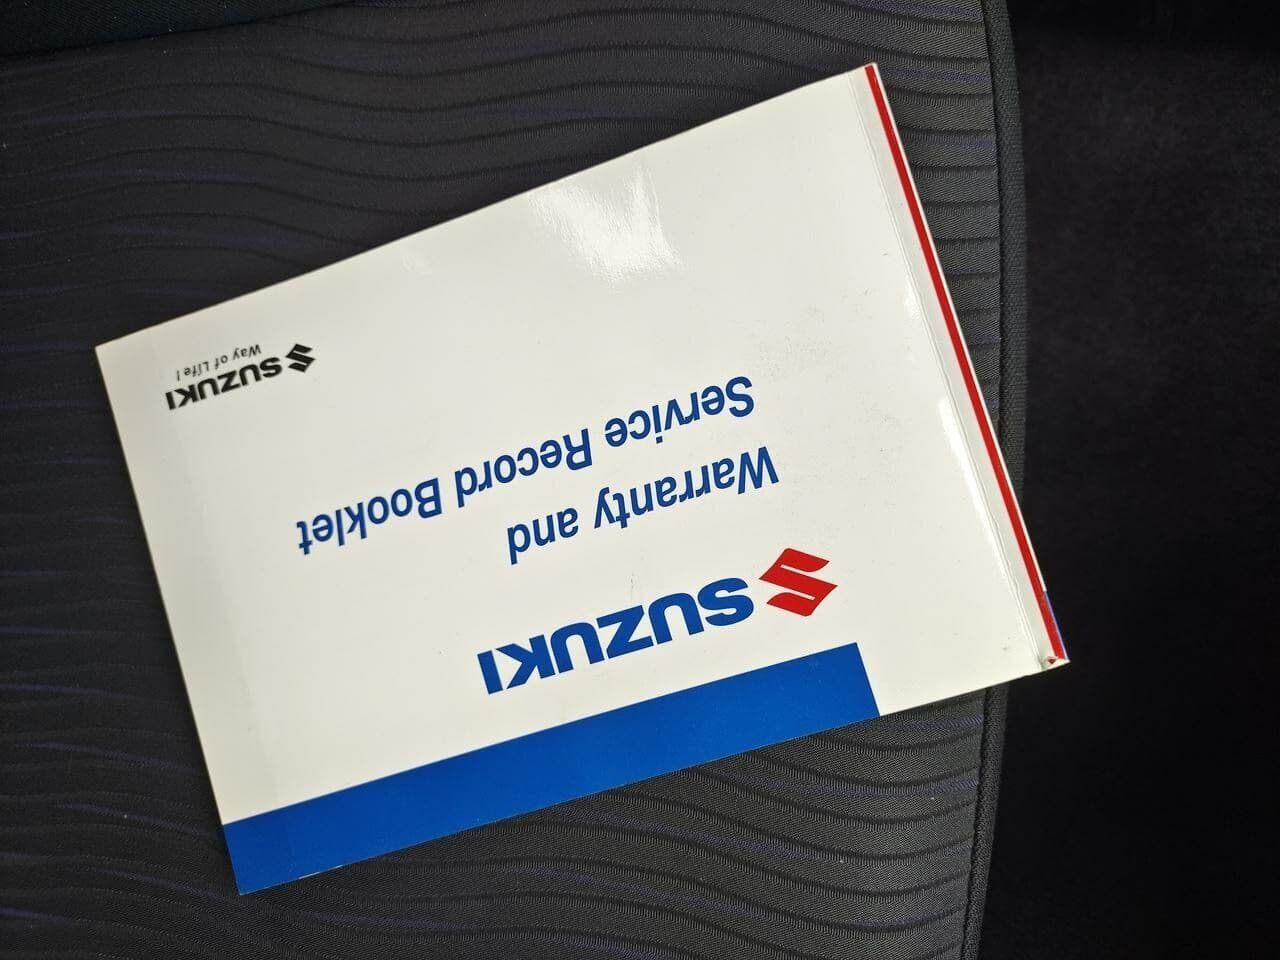 SUZUKI
Warranty and
Service Record Booklet
SUZUKI
Way of Life!